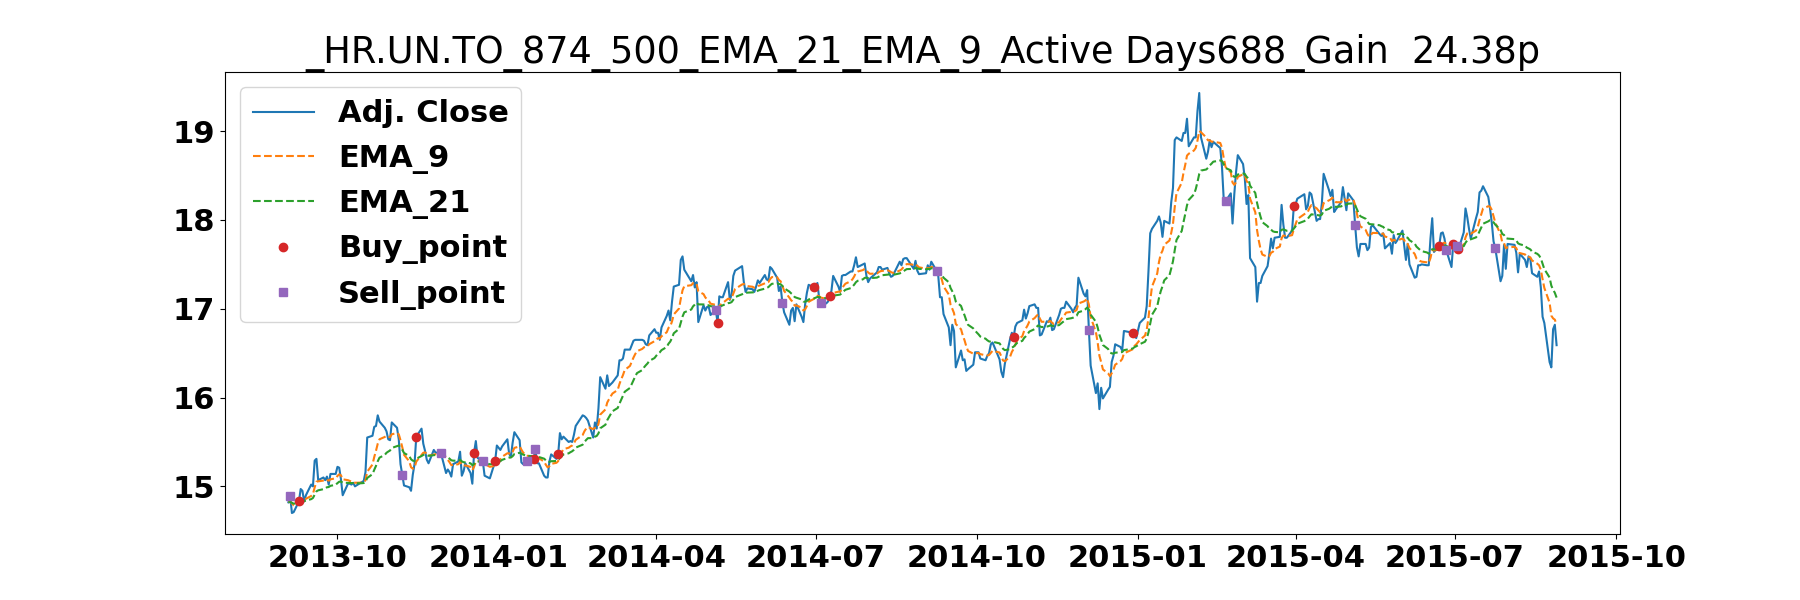 _HR.UN.TO_874_500_EMA_21_EMA_9_Active Days688_Gain  24.38p
Adj. Close
EMA_9
EMA_21
Buy_point
Sell_point
19
18
17
16
15
2013-10 2014-01 2014-04 2014-07 2014-10 2015-01 2015-04 2015-07 2015-10